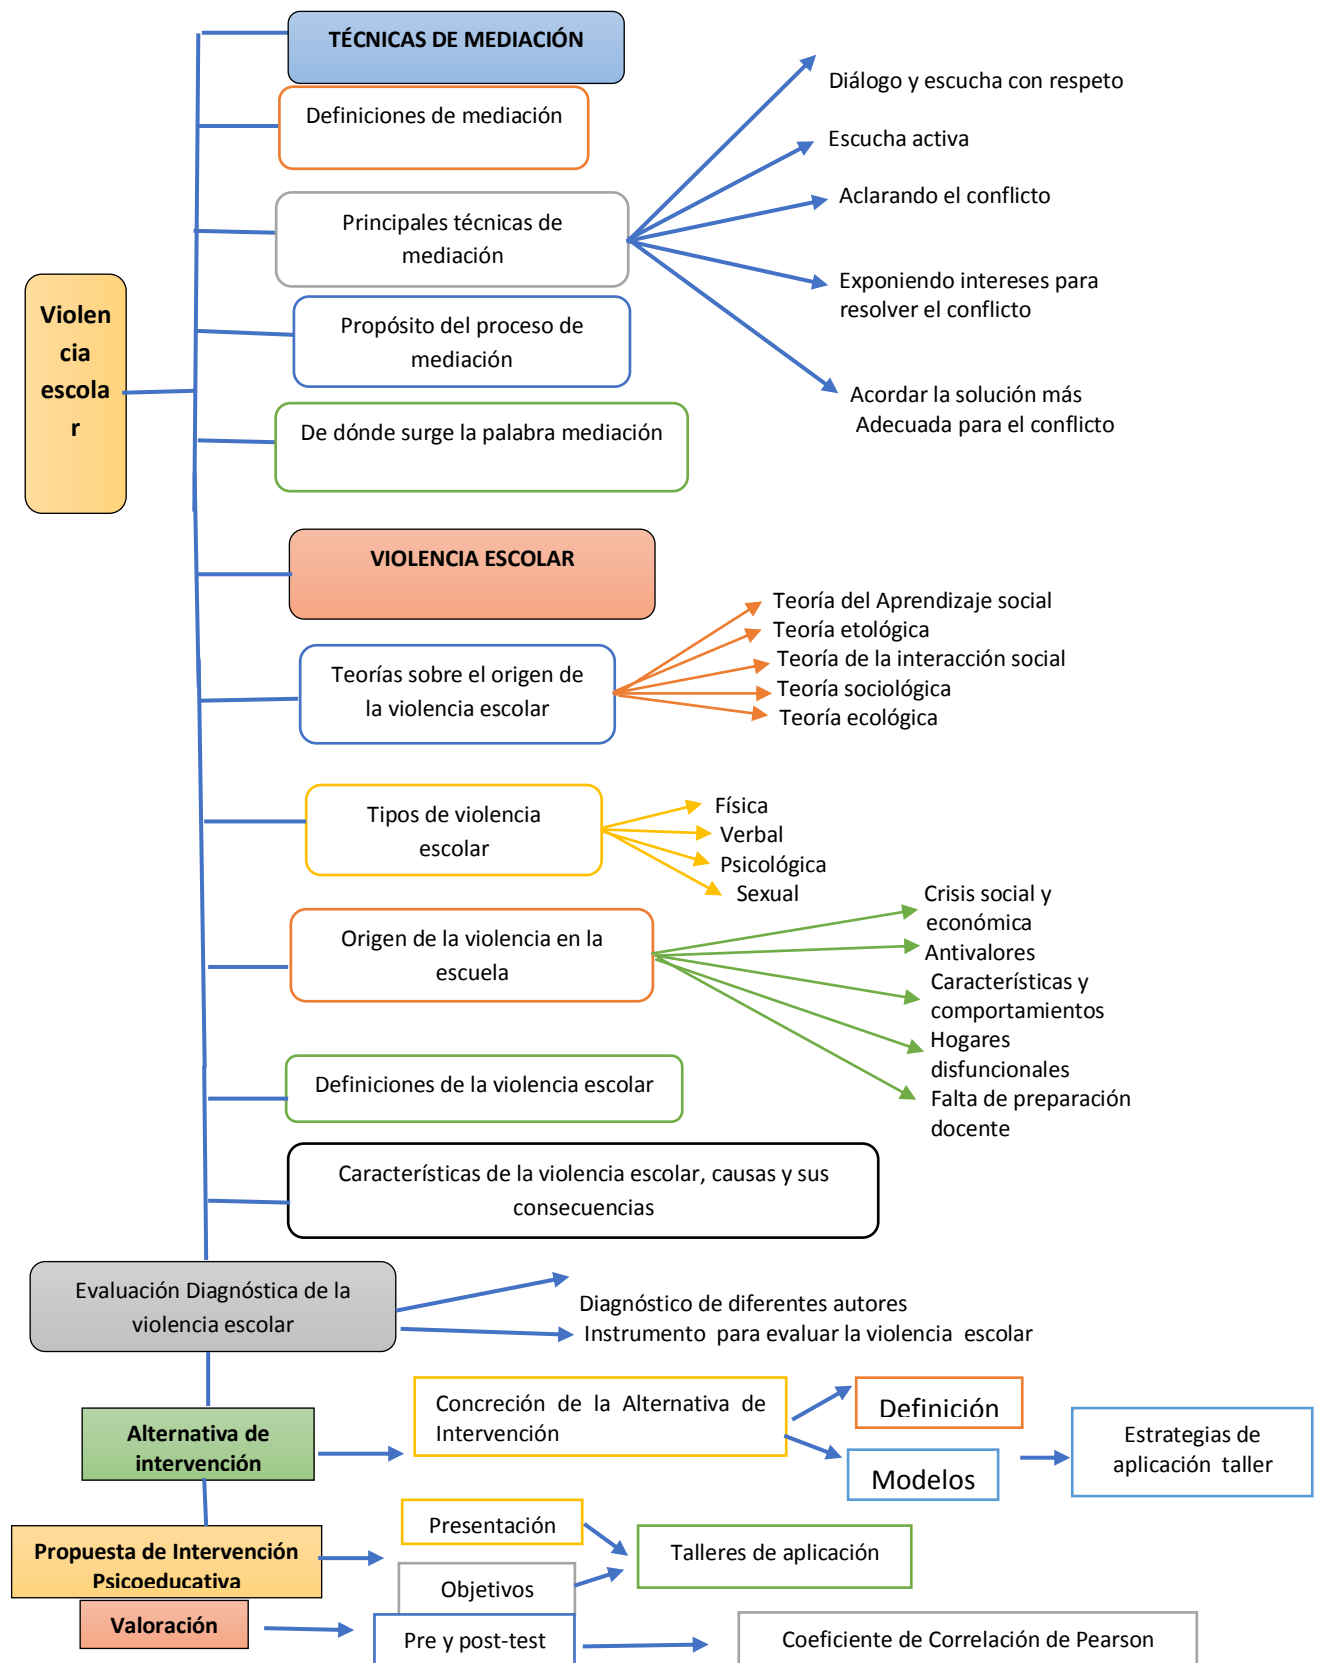 TÉCNICAS DE MEDIACIÓN
Definiciones de mediación
Principales técnicas de
mediación
Diálogo y escucha con respeto
Escucha activa
Aclarando el conflicto
Exponiendo intereses para
resolver el conflicto
Acordar la solución más
Adecuada para el conflicto
Propósito del proceso de
mediación
De dónde surge la palabra mediación
Violen
cia
escola
r
VIOLENCIA ESCOLAR
Teorías sobre el origen de
la violencia escolar
Teoría del Aprendizaje social
Teoría etológica
Teoría de la interacción social
Teoría sociológica
Teoría ecológica
Tipos de violencia
escolar
Física
Verbal
Psicológica
Sexual
Origen de la violencia en la
escuela
Crisis social y
económica
Antivalores
Características y
comportamientos
Hogares
disfuncionales
Falta de preparación
docente
Definiciones de la violencia escolar
Características de la violencia escolar, causas y sus
consecuencias
Evaluación Diagnóstica de la
violencia escolar
Diagnóstico de diferentes autores
Instrumento para evaluar la violencia escolar
Alternativa de
intervención
Concreción de la Alternativa de
Intervención
Definición
Modelos
Estrategias de
aplicación taller
Propuesta de Intervención
Psicoeducativa
Presentación
Objetivos
Talleres de aplicación
Valoración
Pre y post-test
Coeficiente de Correlación de Pearson